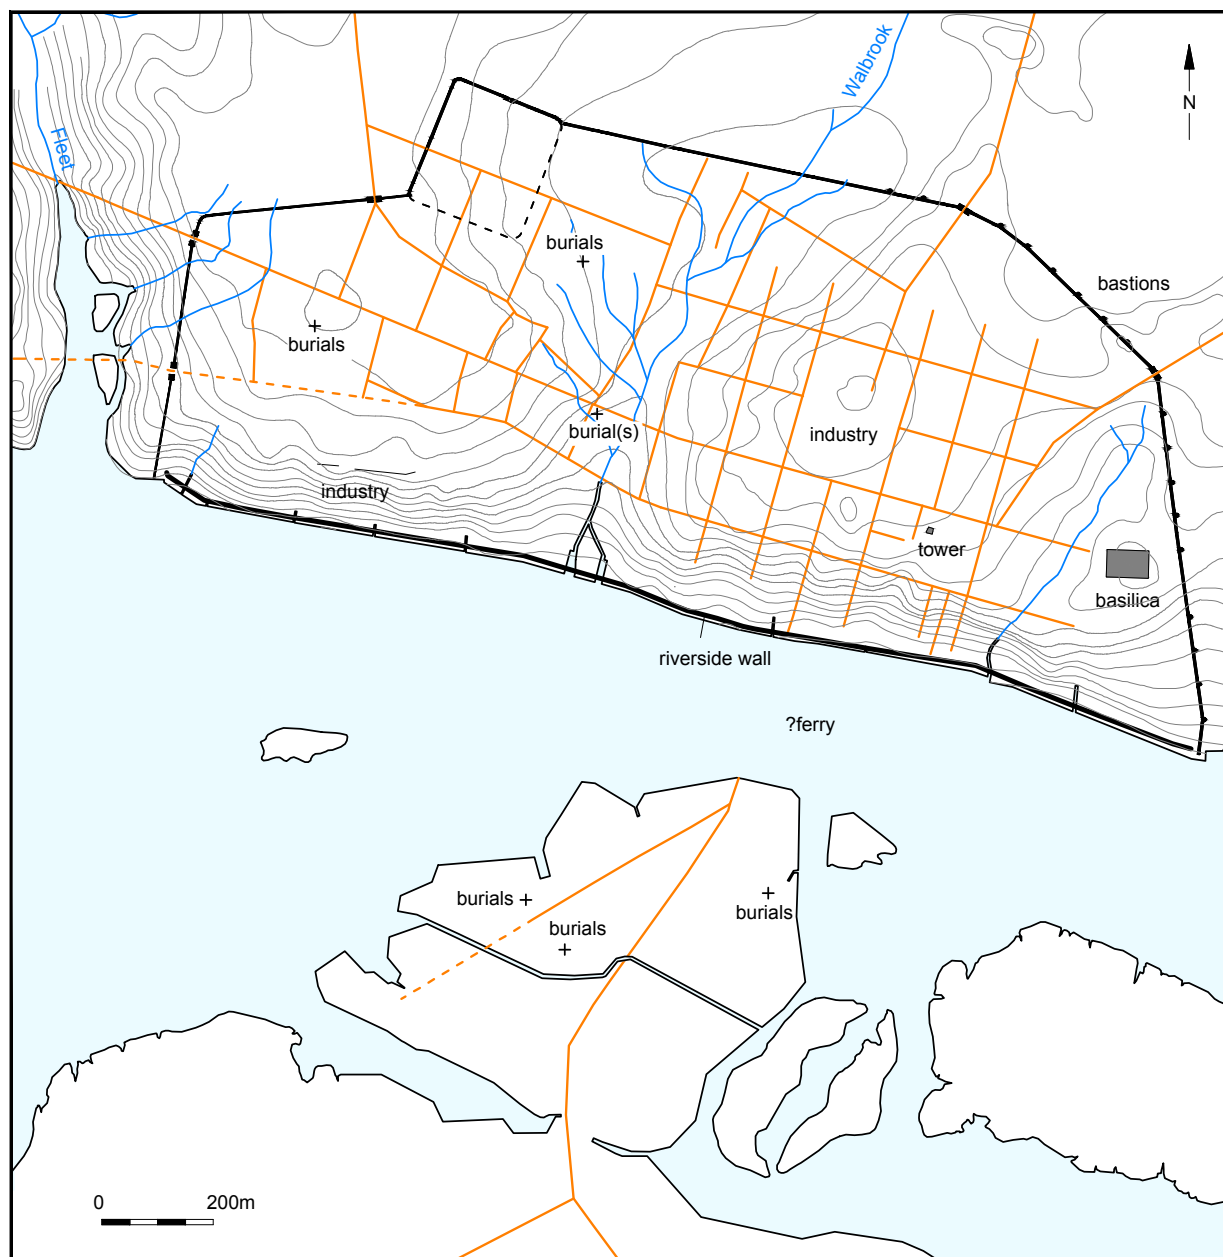 Walbrook
N
Fleet
burials
bastions
burials
burial(s)
industry
industry
tower
basilica
riverside wall
?ferry
burials
burials
burials
0 200m